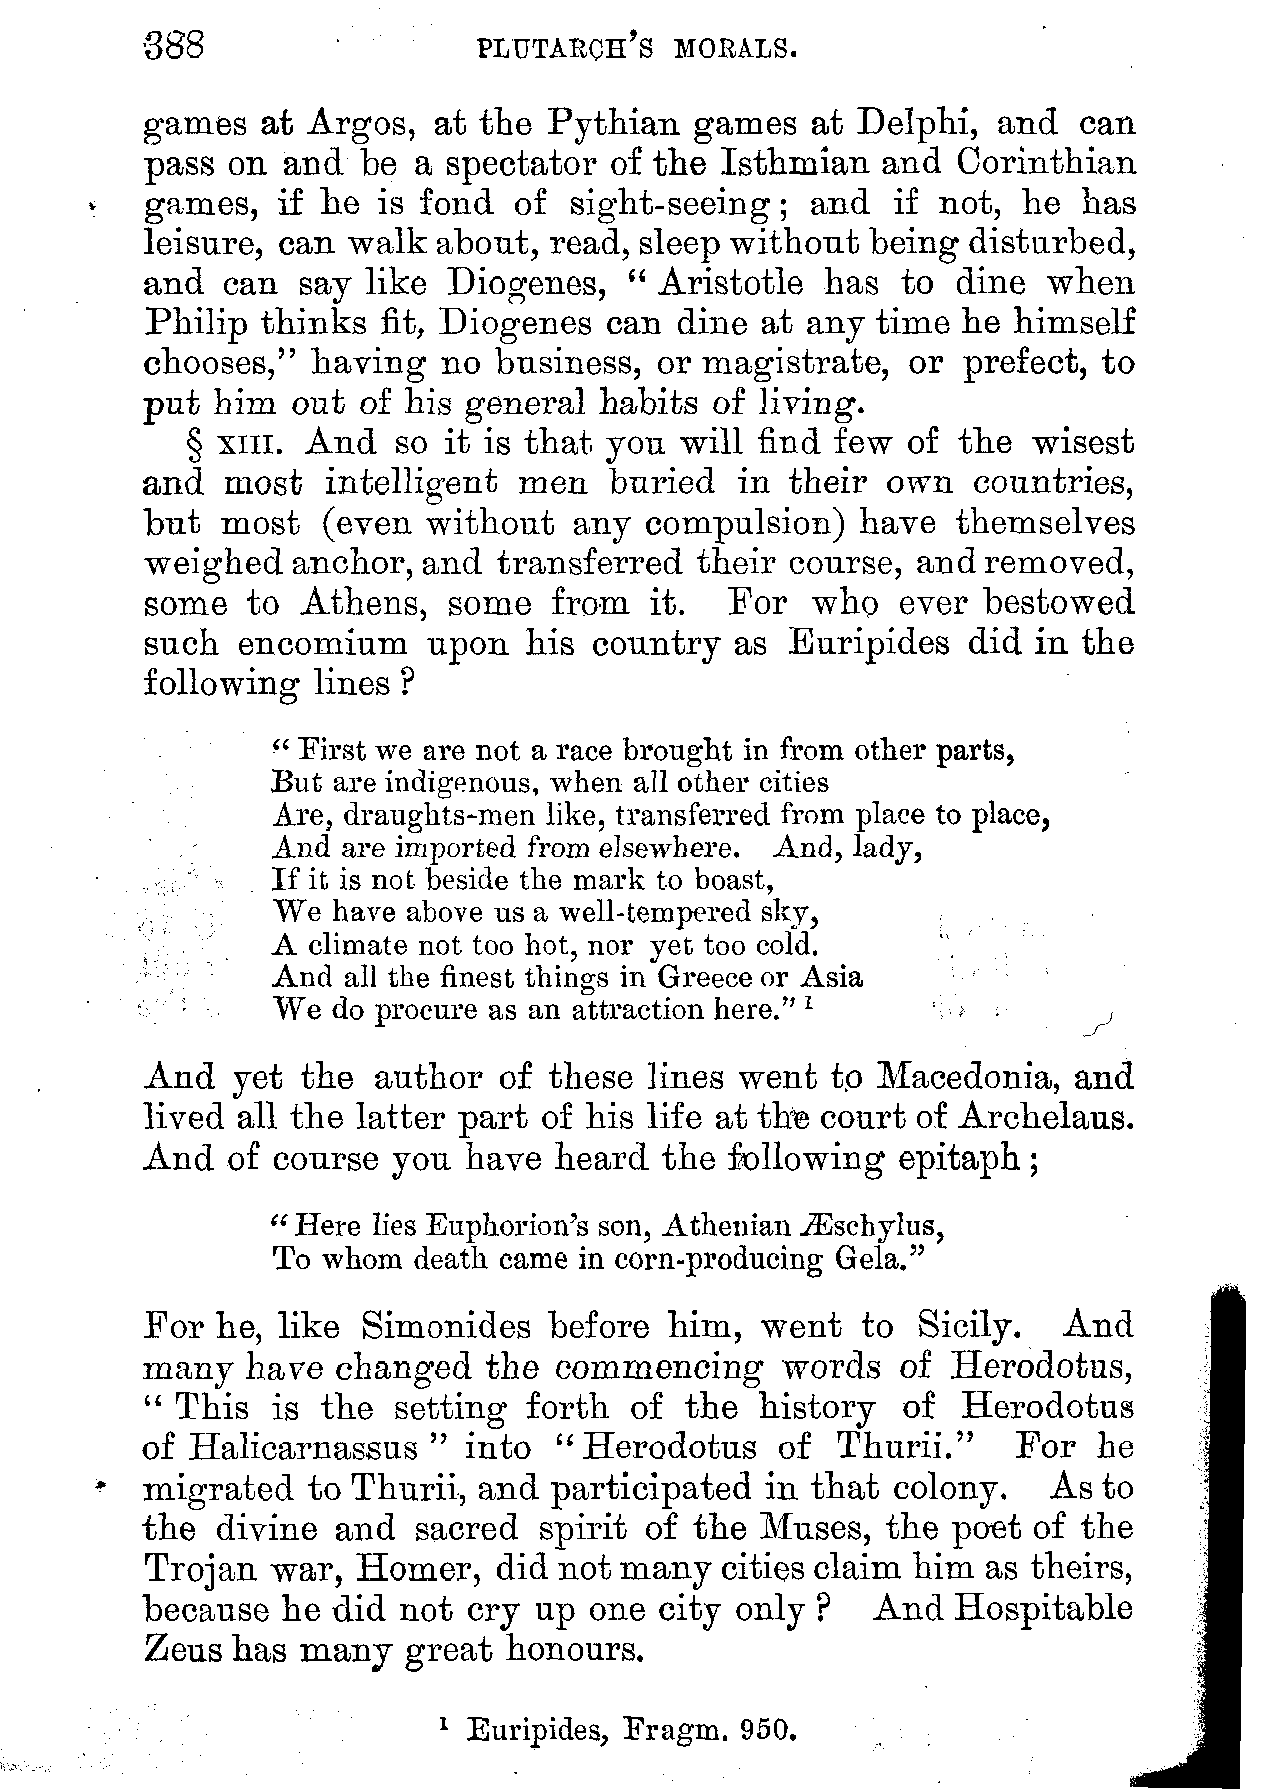 388 PLUTARCH'S MORALS.
games at Argos, at the Pythian games at Delphi, and can
pass on and be a spectator of the Isthmian and Corinthian
games, if he is fond of sight-seeing; and if not, he has
leisure, can walk about, read, sleep without being disturbed,
and can say like Diogenes, “ Aristotle has to dine when
Philip thinks fit, Diogenes can dine at any time he himself
chooses,” having no business, or magistrate, or prefect, to
put him out of his general habits of living.
§ XIII. And so it is that you will find few of the wisest
and most intelligent men buried in their own countries,
but most (even without any compulsion) have themselves
weighed anchor, and transferred their course, and removed,
some to Athens, some from it. For who ever bestowed
such encomium upon his country as Euripides did in the
following lines ?
“ First we are not a race brought in from other parts,
But are indigenous, when all other cities
Are, draughts-men like, transferred from place to place,
And are imported from elsewhere. And, lady,
If it is not beside the mark to boast,
We have above us a well-tempered sky,
A climate not too hot, nor yet too cold.
And all the finest things in Greece or Asia
We do procure as an attraction here.” 1
And yet the author of these lines went to Macedonia, and
lived all the latter part of his life at the court of Archelaus.
And of course you have heard the following epitaph ;
“ Here lies Euphorion's son, Athenian Æschylus,
To whom death came in corn-producing Gela.”
For he, like Simonides before him, went to Sicily. And
many have changed the commencing words of Herodotus,
“ This is the setting forth of the history of Herodotus
of Halicarnassus ” into “ Herodotus of Thurii.” For he
migrated to Thurii, and participated in that colony. As to
the divine and sacred spirit of the Muses, the poet of the
Trojan war, Homer, did not many cities claim him as theirs,
because he did not cry up one city only ? And Hospitable
Zeus has many great honours.
1 Euripides, Fragm. 950.